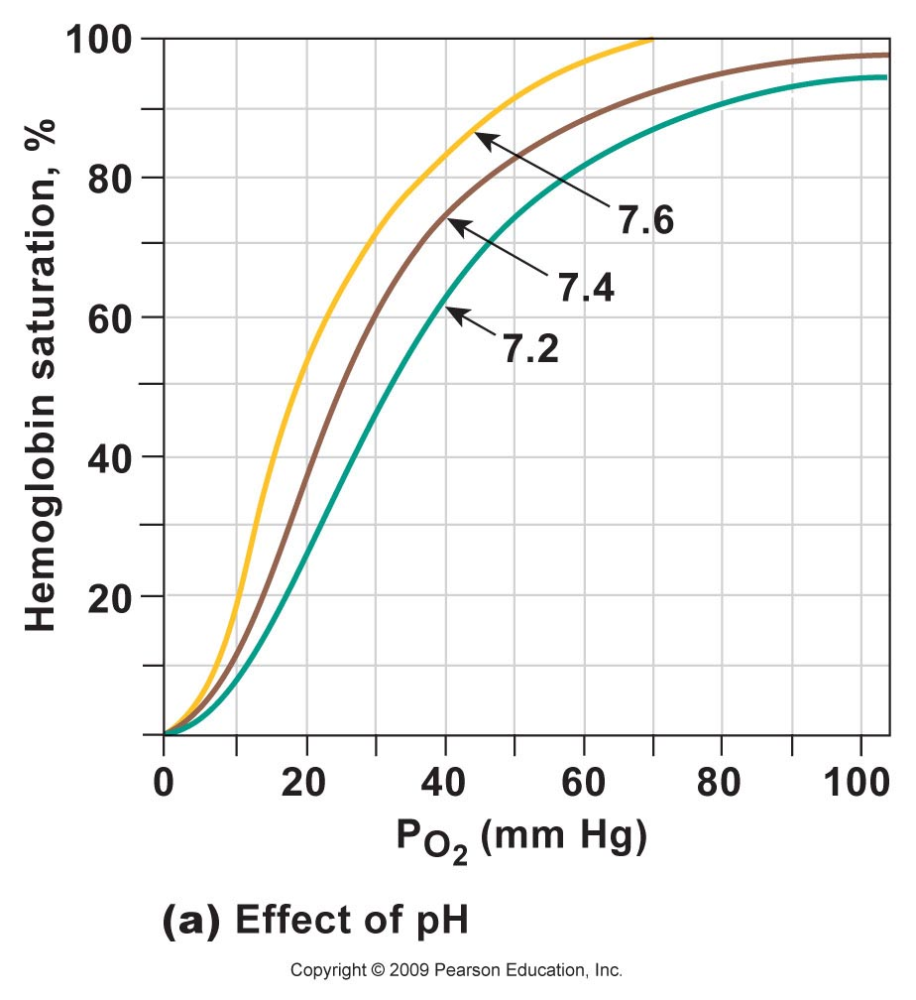 100
80
60
40
20
Hemoglobin saturation, %
7.6
7.4
7.2
0 20 40 60 80 100
PO2 (mm Hg)
(a) Effect of pH
Copyright © 2009 Pearson Education, Inc.